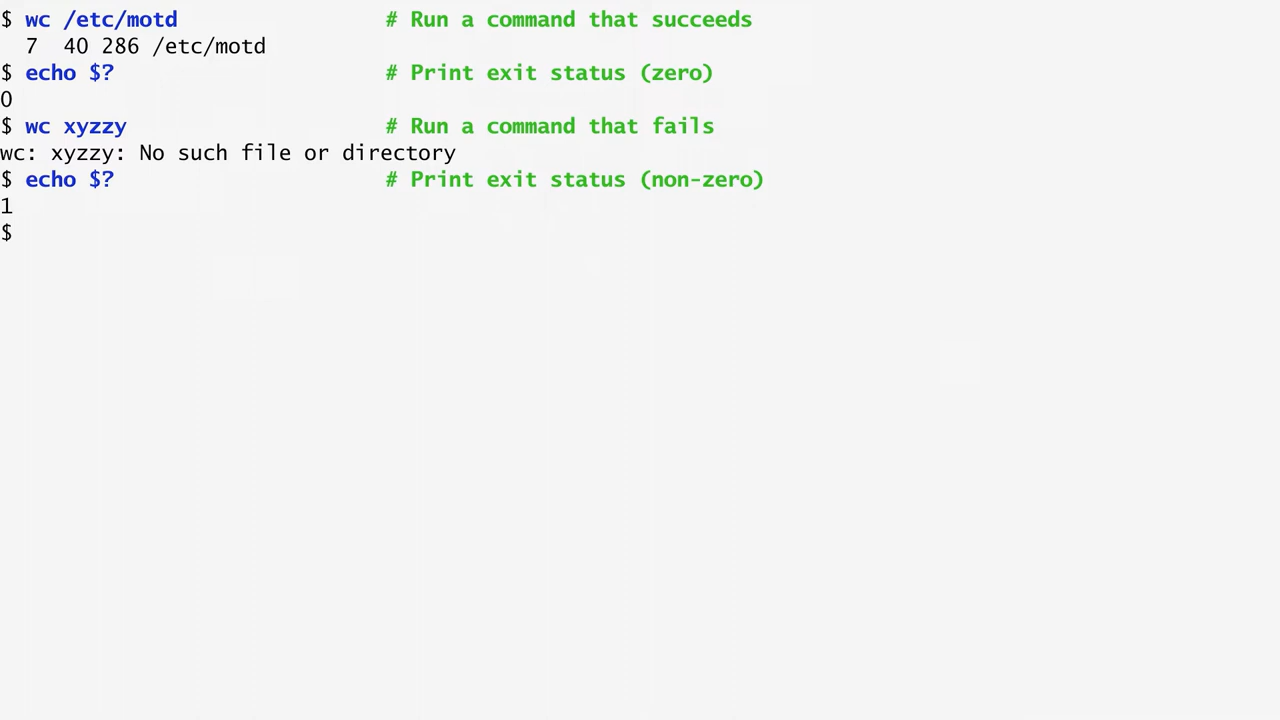 $ wc /etc/motd                # Run a command that succeeds
  7  40 286 /etc/motd
$ echo $?                     # Print exit status (zero)
0
$ wc xyzzy                    # Run a command that fails
wc: xyzzy: No such file or directory
$ echo $?                     # Print exit status (non-zero)
1
$